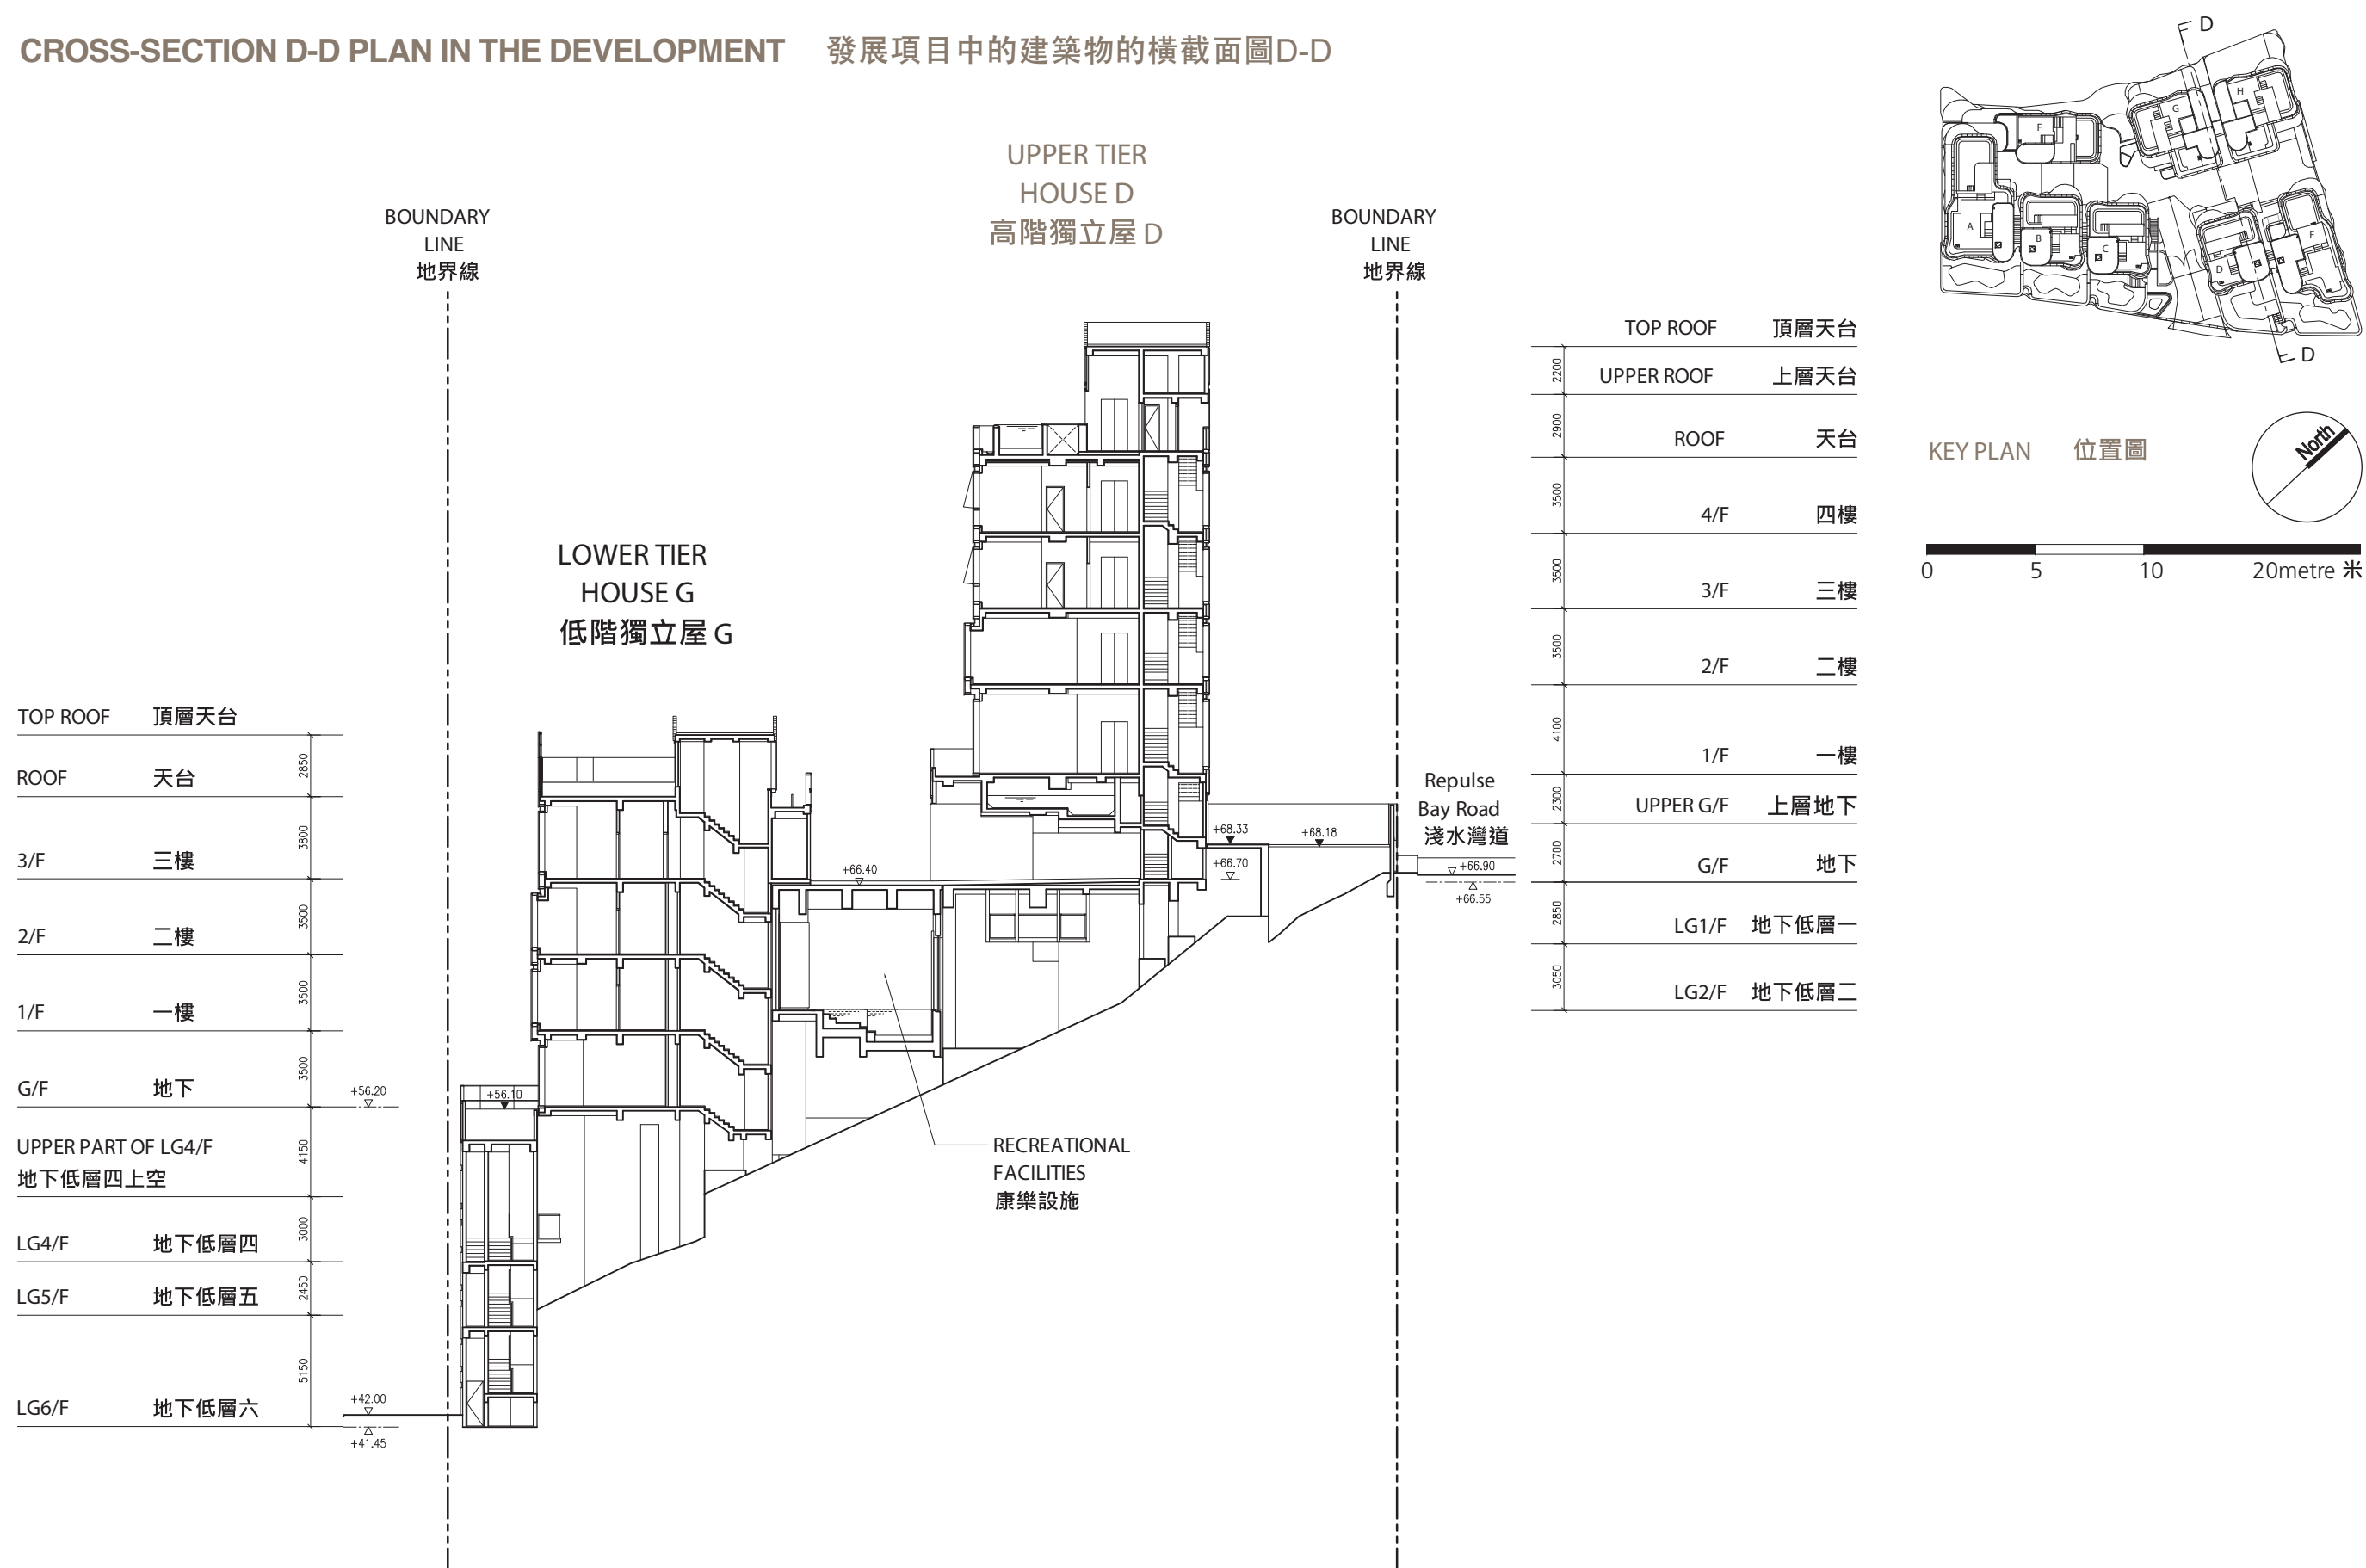 CROSS-SECTION D-D PLAN IN THE DEVELOPMENT 發展項目中的建築物的橫截面圖D-D
UPPER TIER
HOUSE D
高階獨立屋 D
BOUNDARY
LINE
地界線
BOUNDARY
LINE
地界線
LOWER TIER
HOUSE G
低階獨立屋 G
TOP ROOF 頂層天台
2850
ROOF 天台
3800
3/F 三樓
3500
2/F 二樓
3500
1/F 一樓
3500
G/F 地下
+56.20
+56.10
4150
UPPER PART OF LG4/F
地下低層四上空
3000
LG4/F 地下低層四
2450
LG5/F 地下低層五
5150
LG6/F 地下低層六
+42.00
+41.45
+66.40
+68.33
+68.18
+66.70
Repulse
Bay Road
淺水灣道
+66.90
+66.55
RECREATIONAL
FACILITIES
康樂設施
TOP ROOF 頂層天台
2200
UPPER ROOF 上層天台
2900
ROOF 天台
3500
4/F 四樓
3500
3/F 三樓
3500
2/F 二樓
4100
1/F 一樓
2300
UPPER G/F 上層地下
2700
G/F 地下
2850
LG1/F 地下低層一
3050
LG2/F 地下低層二
D
G
H
F
A
B
C
D
E
D
KEY PLAN 位置圖
North
0 5 10 20metre 米